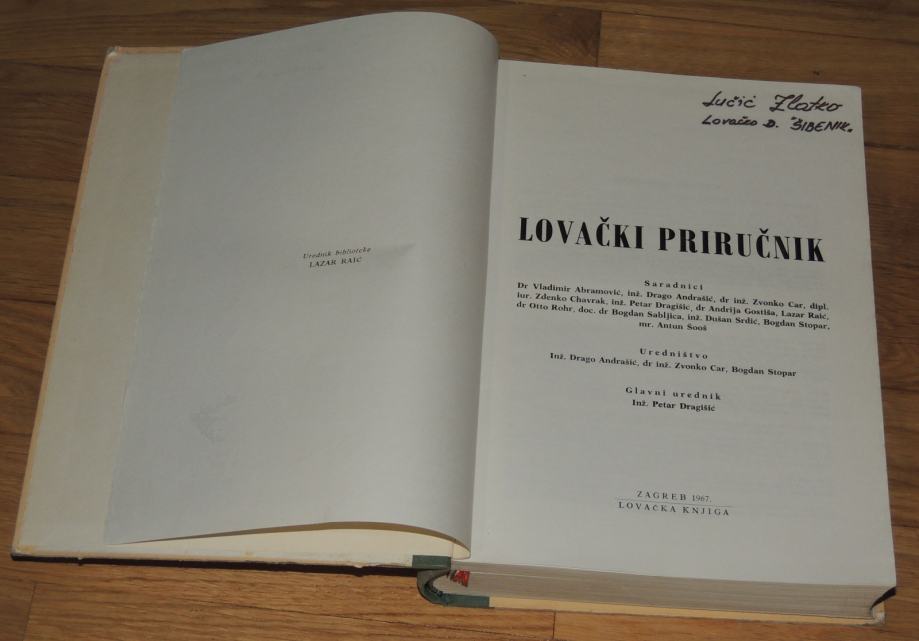 Urednik biblioteke
LAZAR RAIĆ
Lučić Zlatko
Lovačko D. "ŠIBENIK.
LOVAČKI PRIRUČNIK
Saradnici
Dr Vladimir Abramović, inž. Drago Andrašić, dr inž. Zvonko Car, dipl.
iur. Zdenko Chavrak, inž. Petar Dragišić, dr Andrija Gostiša, Lazar Raić,
dr Otto Rohr, doc. dr Bogdan Sabljica, inž. Dušan Srdić, Bogdan Stopar,
mr. Antun Šooš
Uredništvo
Inž. Drago Andrašić, dr inž. Zvonko Car, Bogdan Stopar
Glavni urednik
Inž. Petar Dragišić
ZAGREB 1967.
LOVAČKA KNJIGA